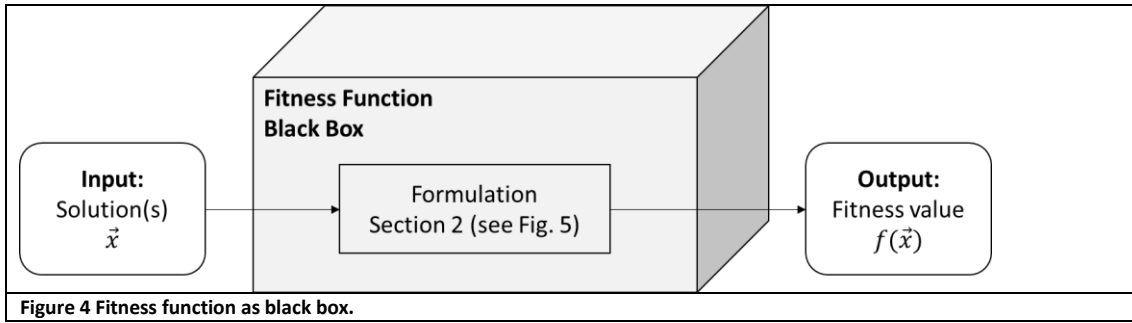 Fitness Function
Black Box
Input:
Solution(s)
x⃗
Formulation
Section 2 (see Fig. 5)
Output:
Fitness value
f(x⃗)
Figure 4 Fitness function as black box.